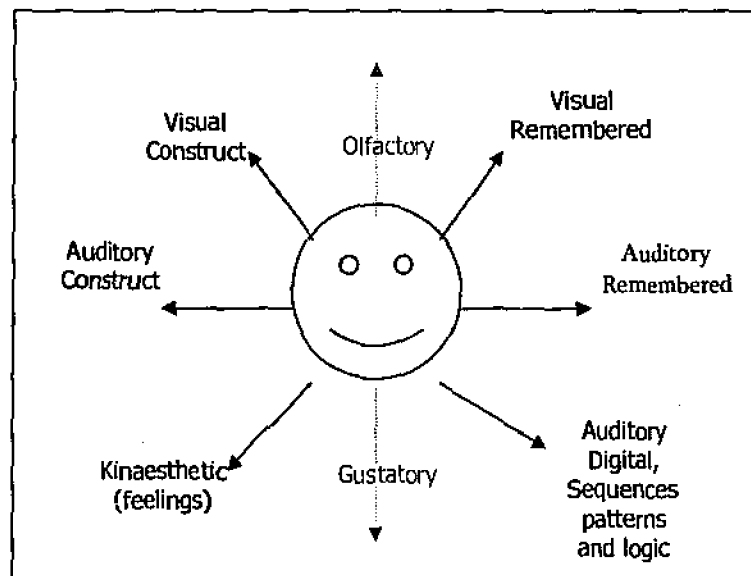 Visual
Construct
Olfactory
Visual
Remembered
Auditory
Construct
Auditory
Remembered
Kinaesthetic
(feelings)
Gustatory
Auditory
Digital,
Sequences
patterns
and logic